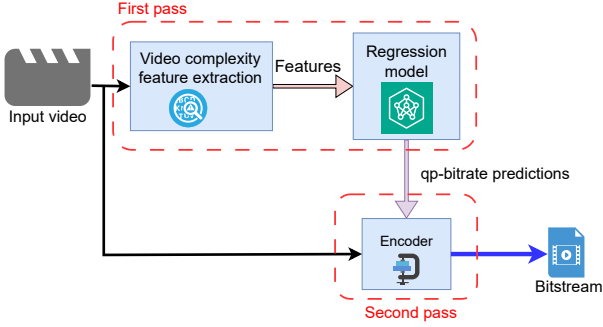 First pass
Video complexity
feature extraction
Features
Regression
model
Input video
qp-bitrate predictions
Encoder
Bitstream
Second pass